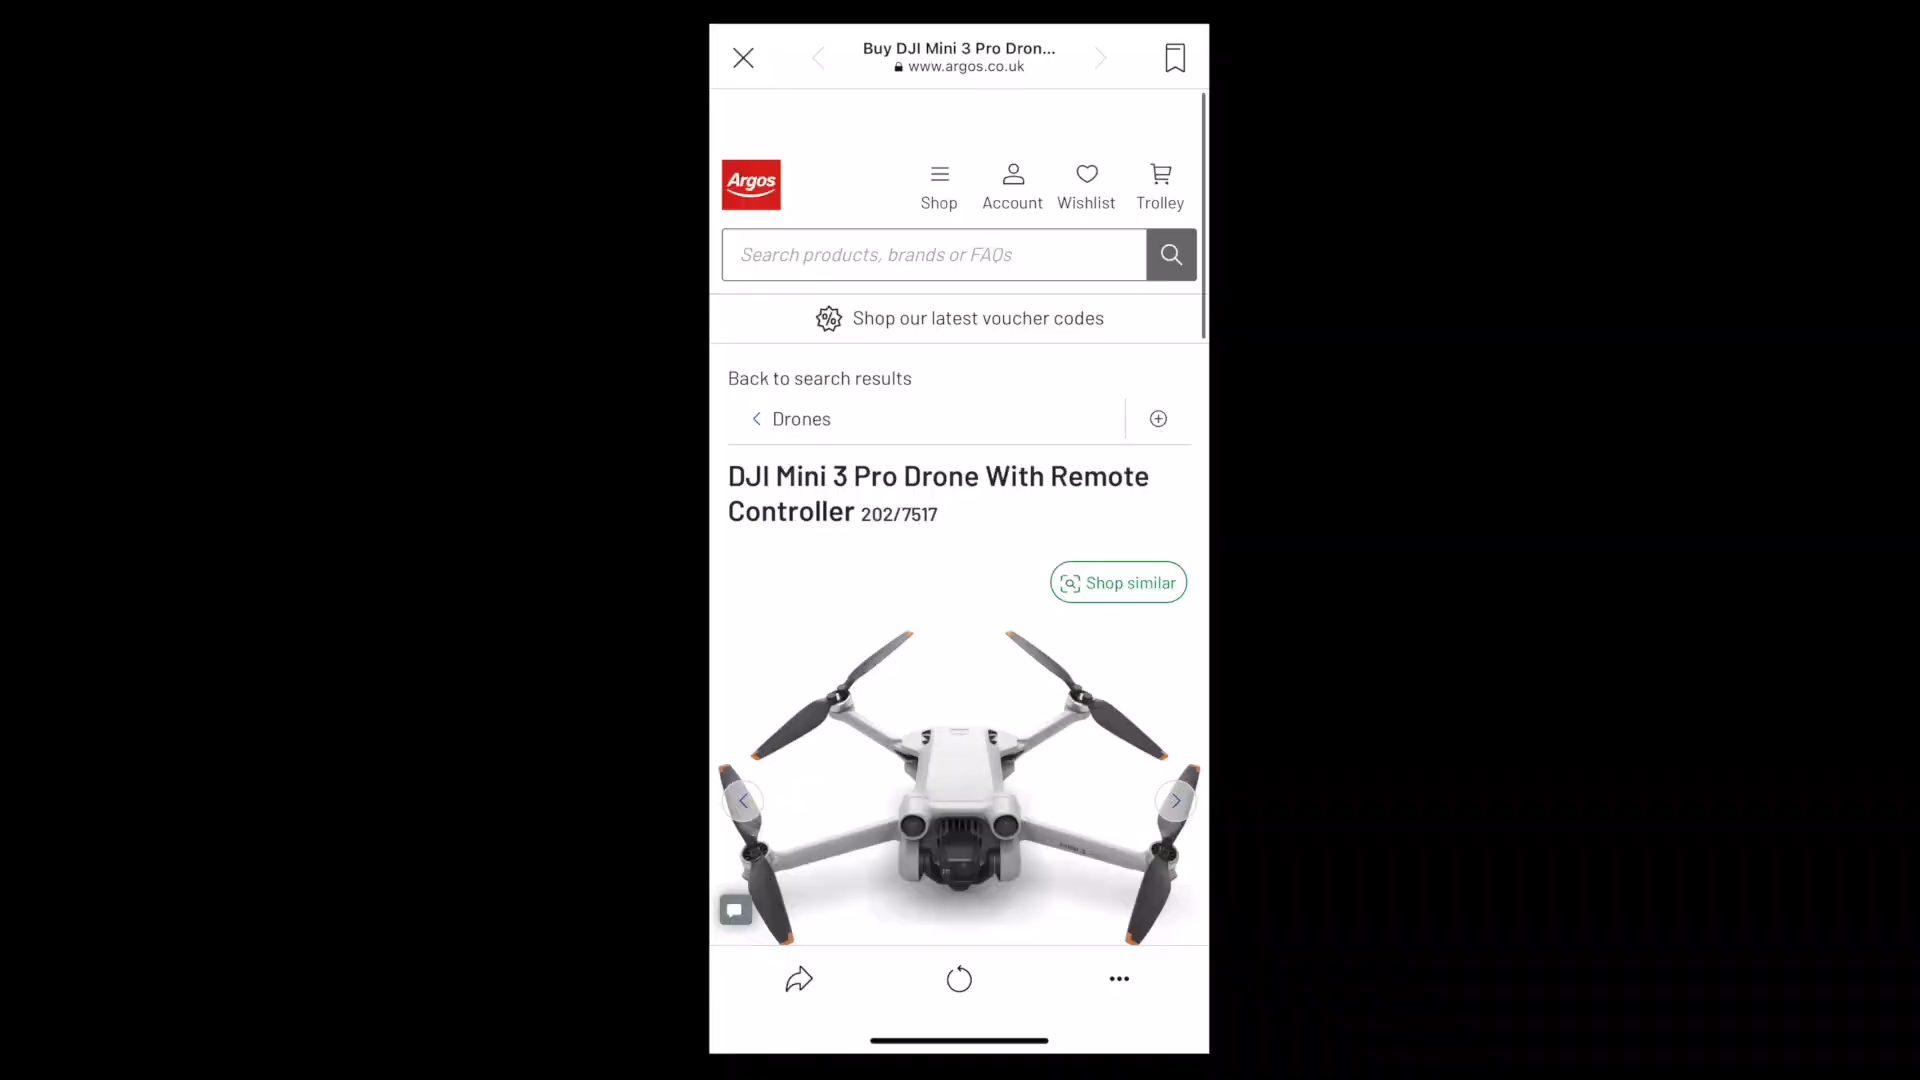 Buy DJI Mini 3 Pro Dron...
www.argos.co.uk
Argos
Shop
Account
Wishlist
Trolley
Search products, brands or FAQs
Shop our latest voucher codes
Back to search results
Drones
DJI Mini 3 Pro Drone With Remote
Controller 202/7517
Shop similar